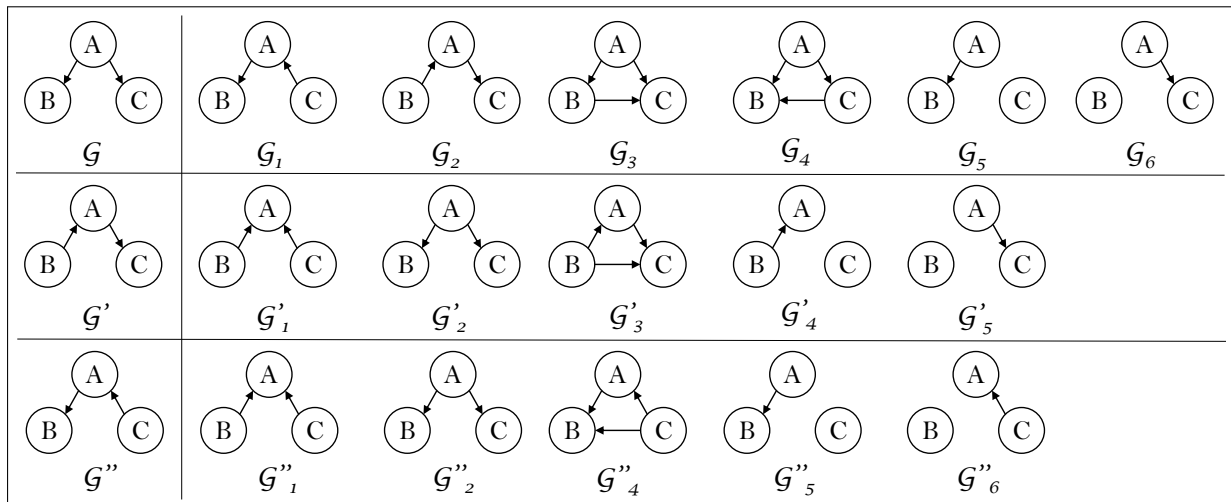 A A A A A A A
B C B C B C B C B C B C B C
𝒢 𝒢₁ 𝒢₂ 𝒢₃ 𝒢₄ 𝒢₅ 𝒢₆
A A A A A A
B C B C B C B C B C B C
𝒢’ 𝒢’₁ 𝒢’₂ 𝒢’₃ 𝒢’₄ 𝒢’₅
A A A A A A
B C B C B C B C B C B C
𝒢’’ 𝒢’’₁ 𝒢’’₂ 𝒢’’₄ 𝒢’’₅ 𝒢’’₆